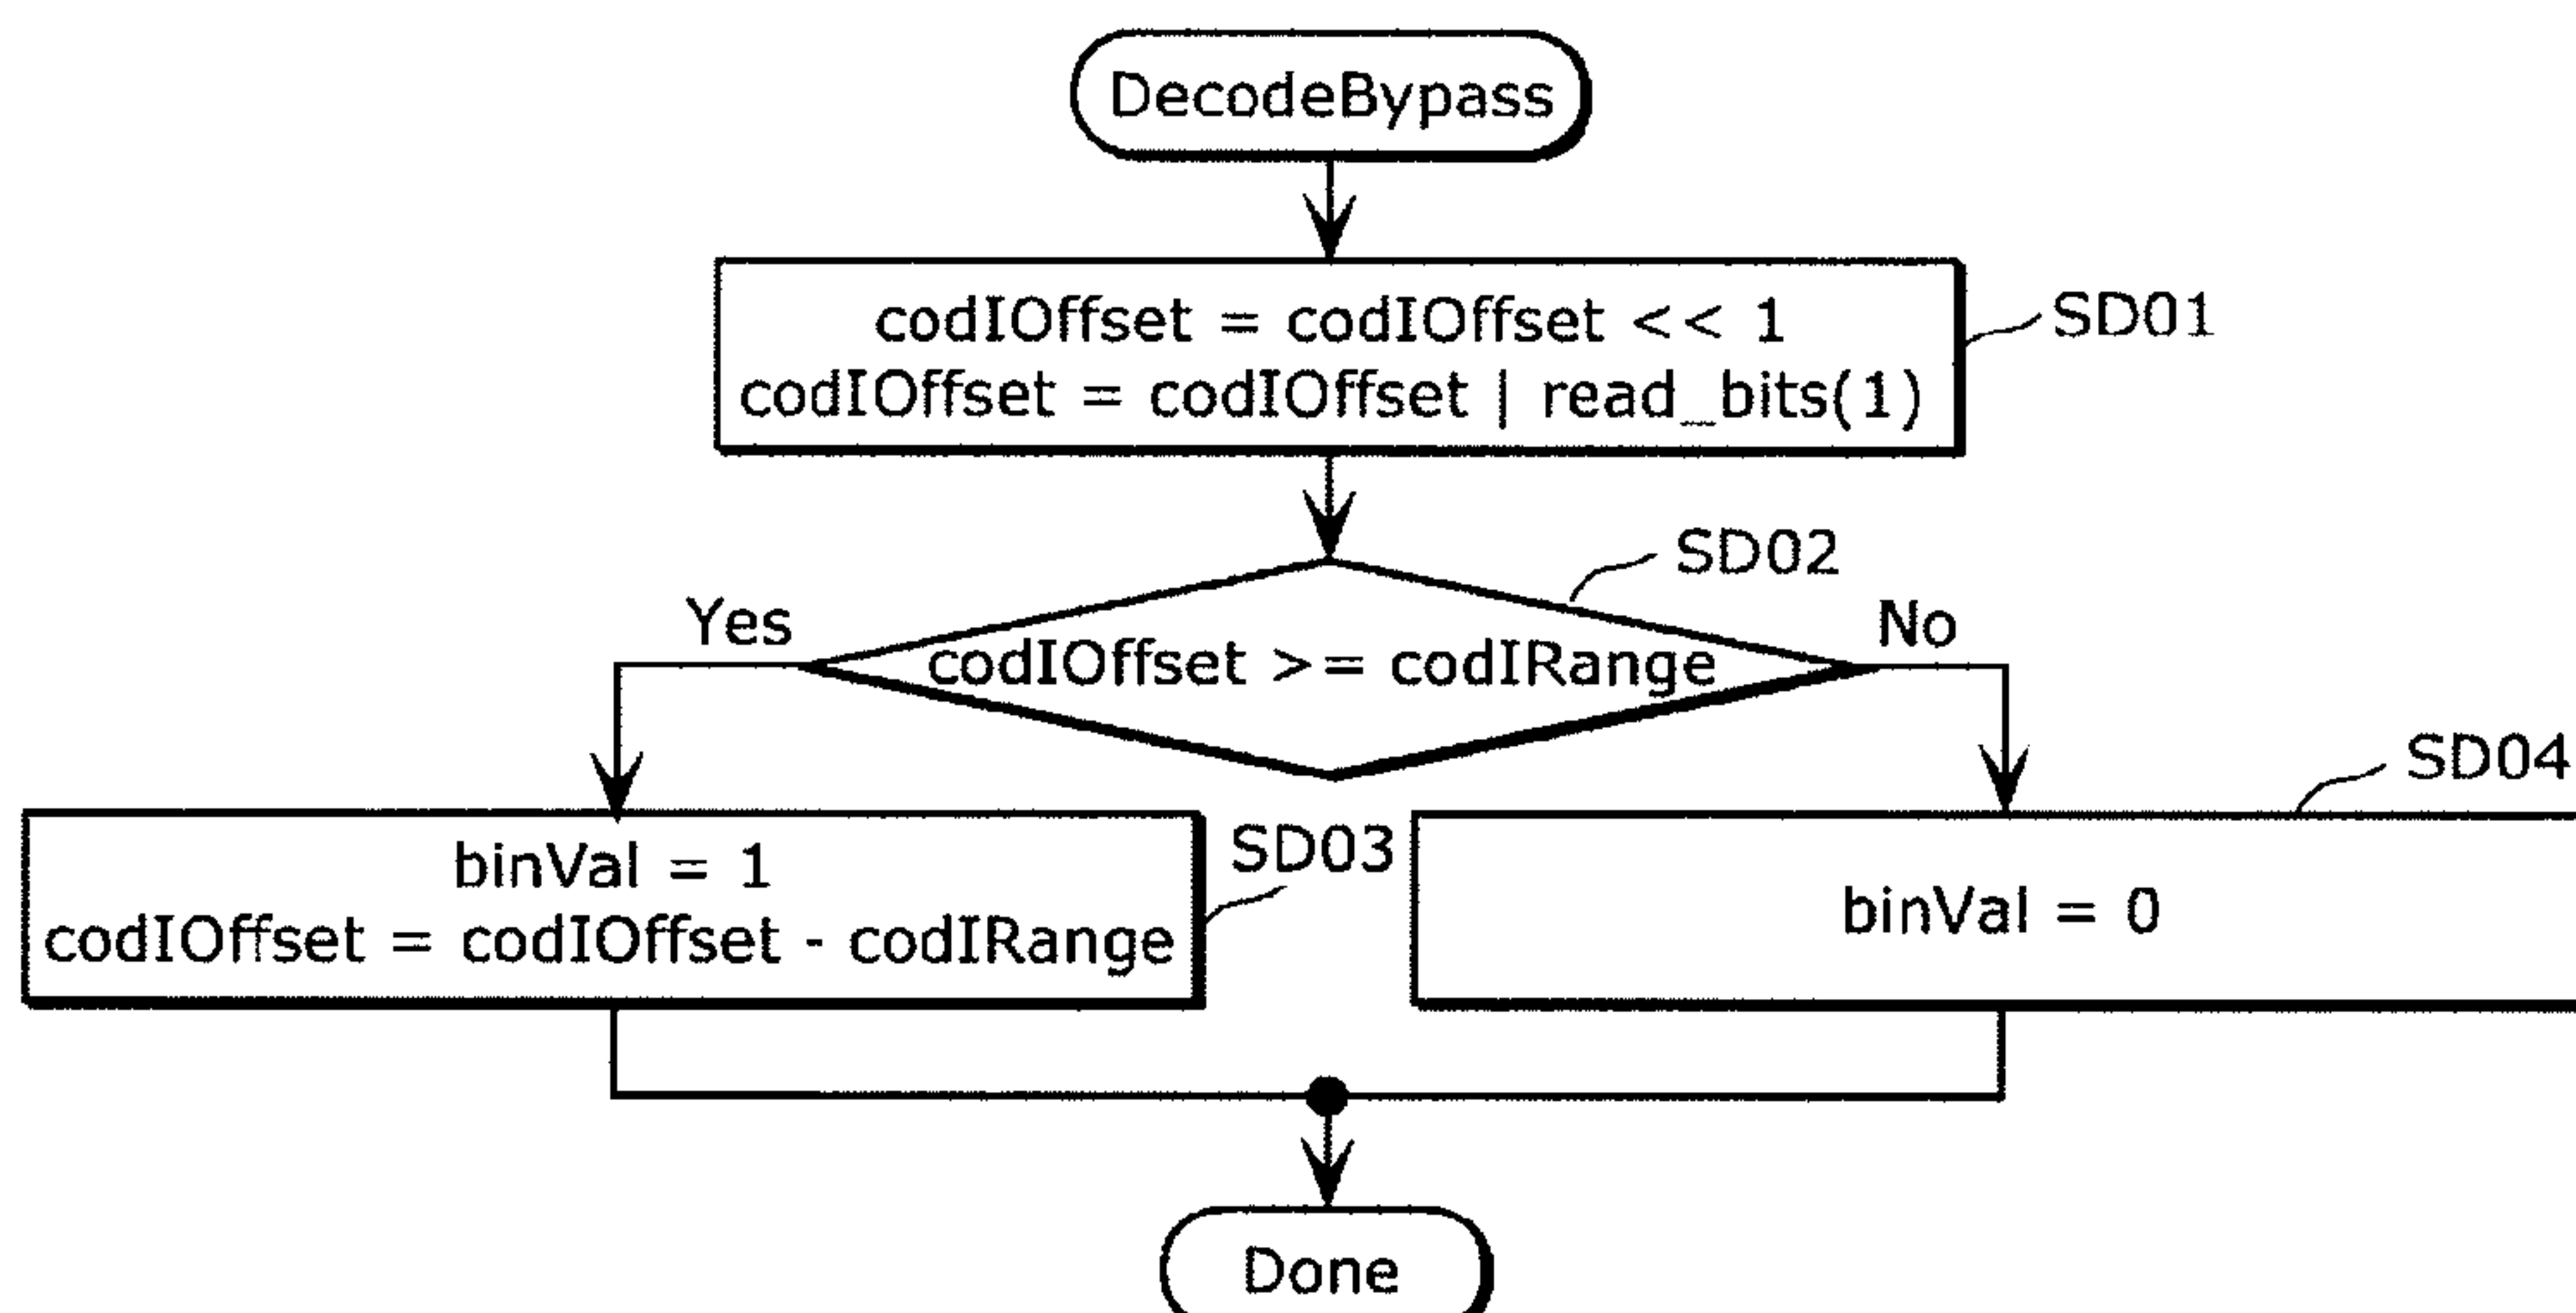 DecodeBypass
codIOffset = codIOffset << 1
codIOffset = codIOffset | read_bits(1)
SD01
SD02
Yes
No
codIOffset >= codIRange
SD04
binVal = 1
codIOffset = codIOffset - codIRange
SD03
binVal = 0
Done